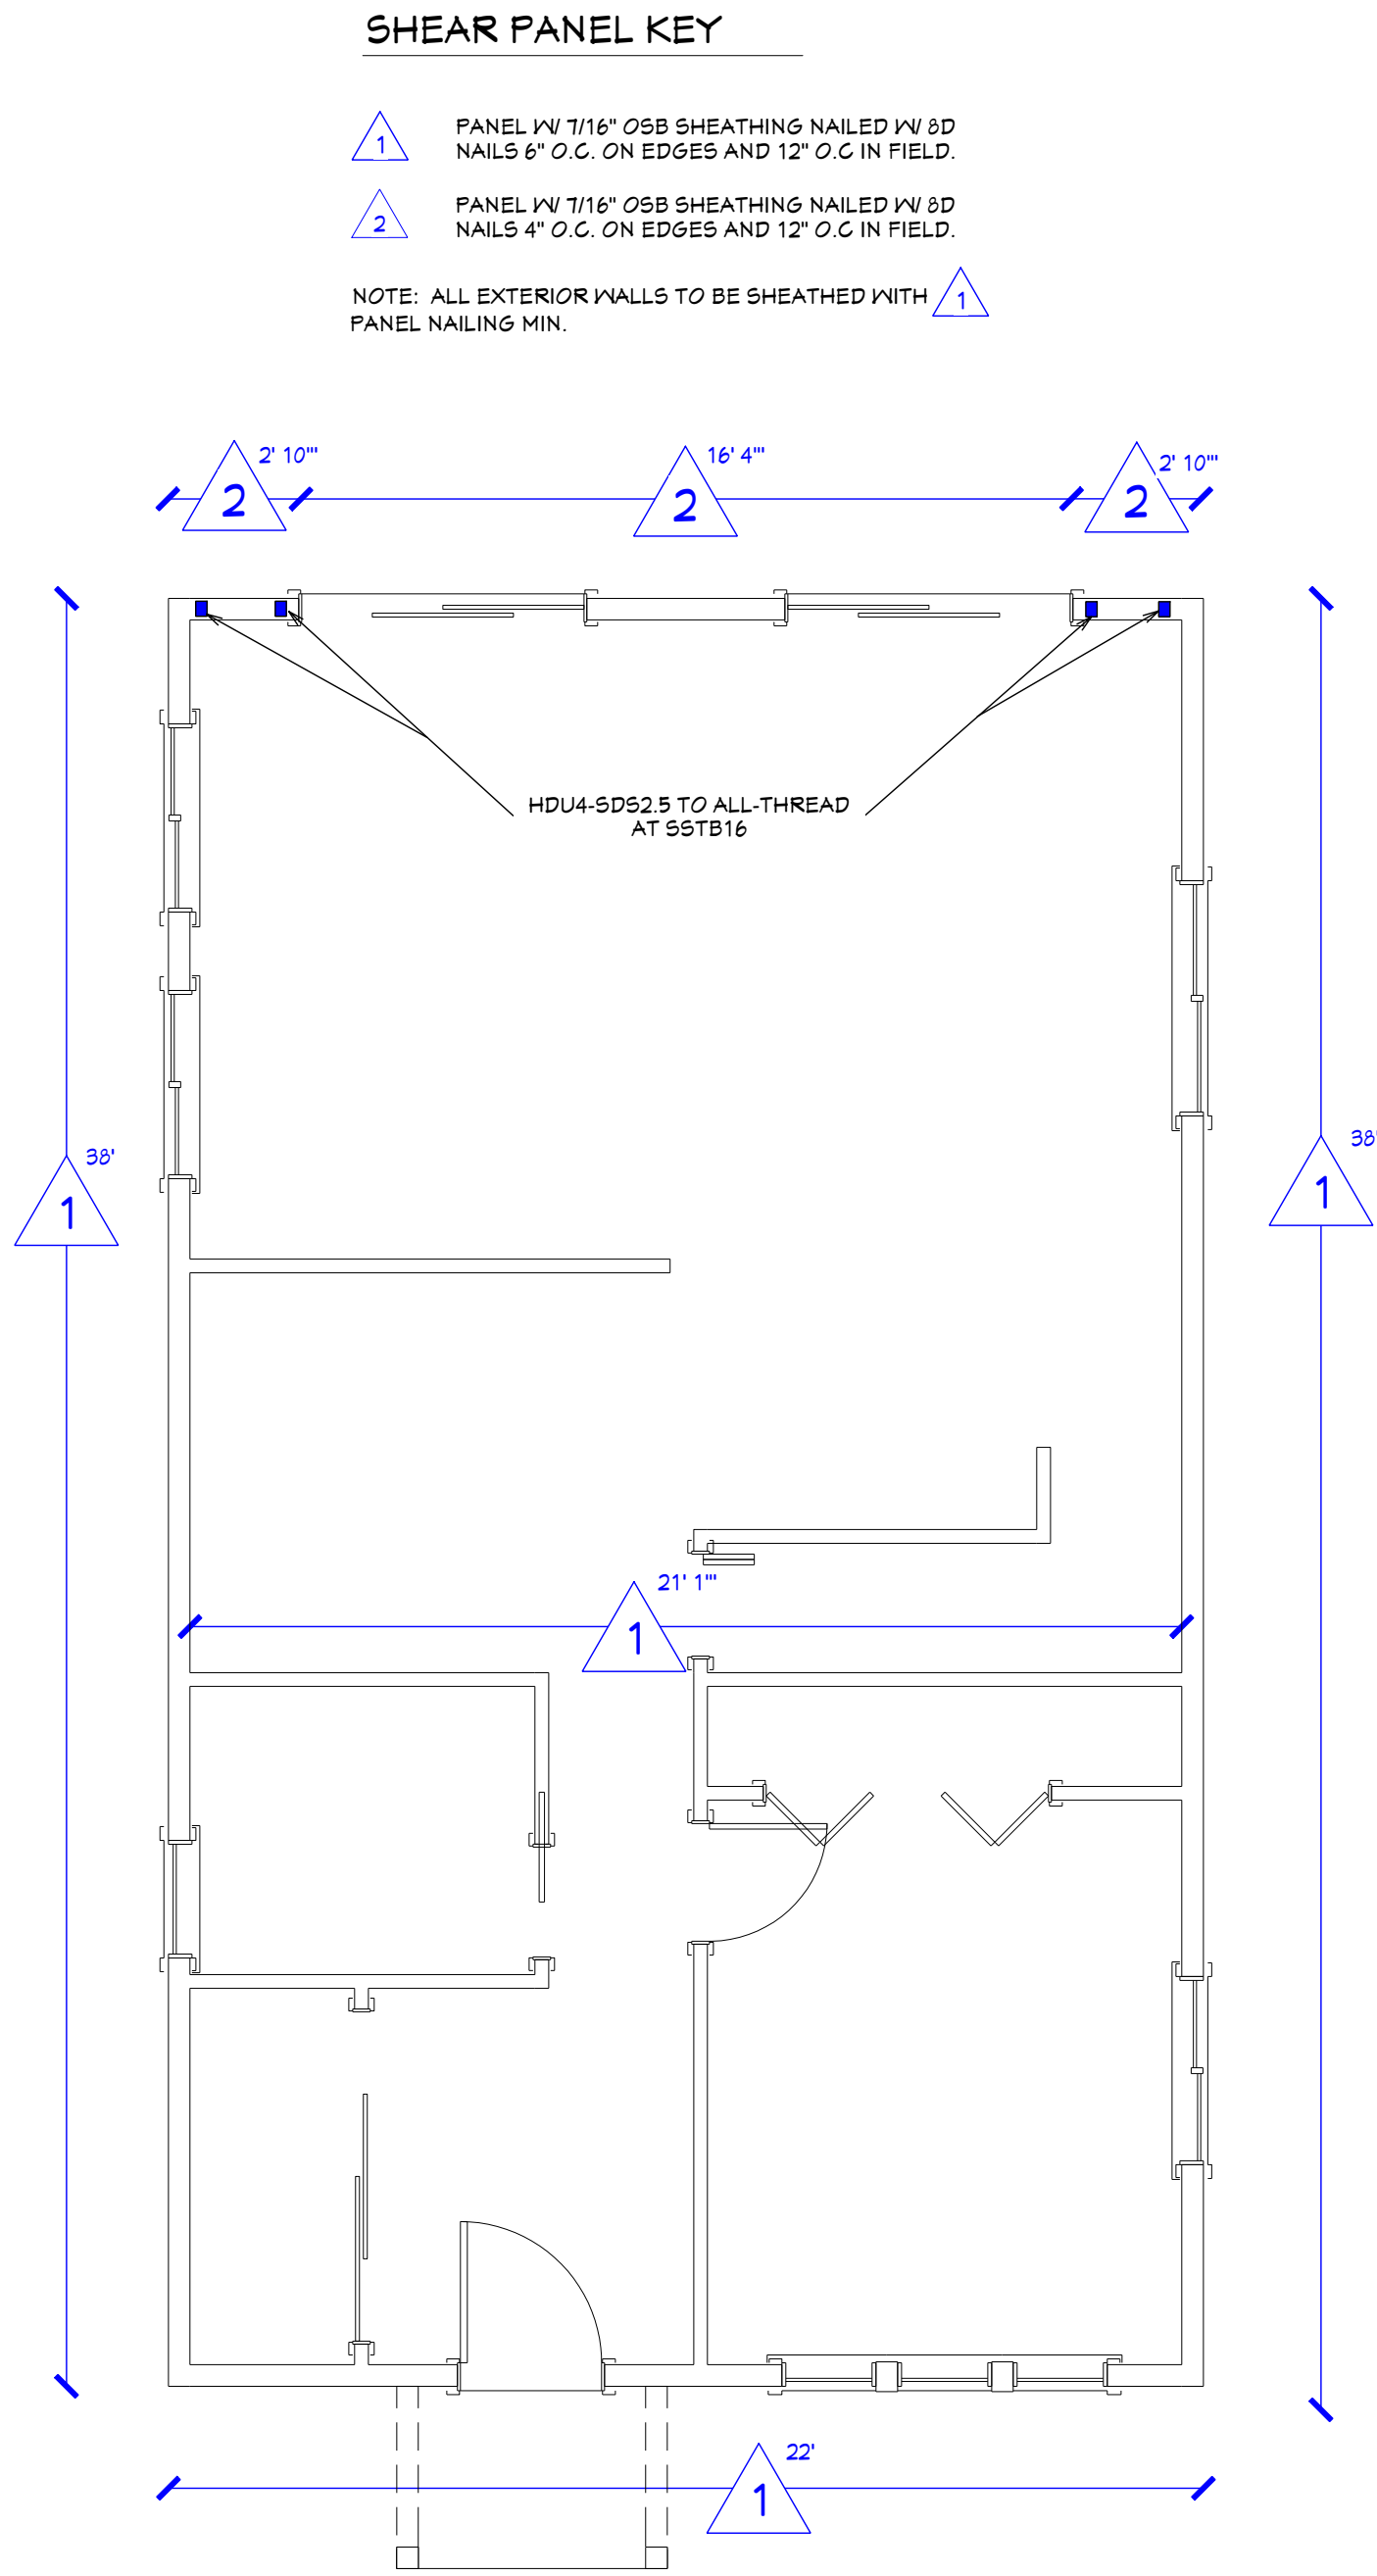 SHEAR PANEL KEY
1
PANEL W/ 7/16" OSB SHEATHING NAILED W/ 8D
NAILS 6" O.C. ON EDGES AND 12" O.C IN FIELD.
2
PANEL W/ 7/16" OSB SHEATHING NAILED W/ 8D
NAILS 4" O.C. ON EDGES AND 12" O.C IN FIELD.
NOTE: ALL EXTERIOR WALLS TO BE SHEATHED WITH 1
PANEL NAILING MIN.
2' 10'"
16' 4'"
2' 10'"
2
2
2
HDU4-SDS2.5 TO ALL-THREAD
AT SSTB16
38'
38'
1
1
21' 1'"
1
22'
1